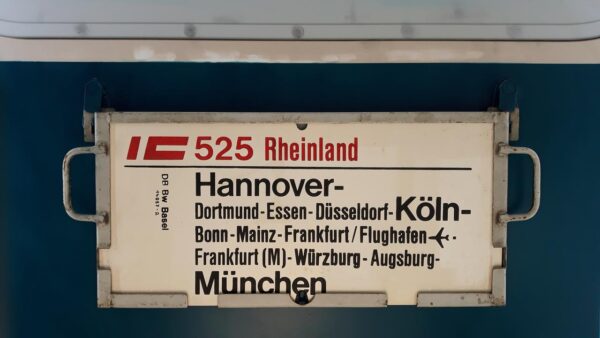 IC 525 Rheinland
Hannover-
Dortmund-Essen-Düsseldorf-Köln-
Bonn-Mainz-Frankfurt/Flughafen ✈-
Frankfurt (M)-Würzburg-Augsburg-
München
DB Bw Basel